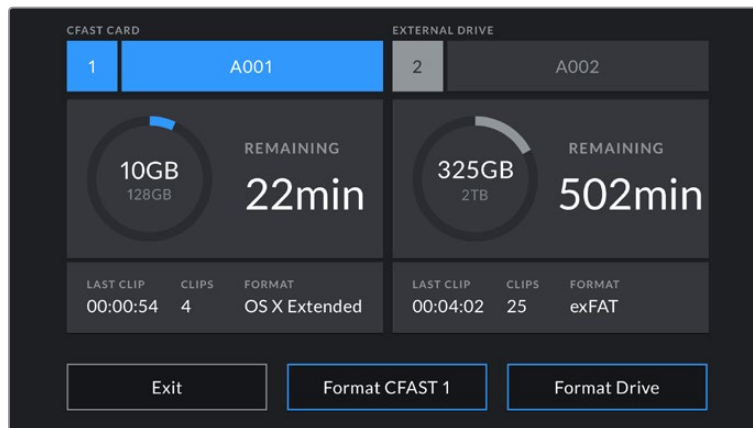 CFAST CARD
1 A001
10GB
128GB
REMAINING
22min
LAST CLIP CLIPS FORMAT
00:00:54 4 OS X Extended
EXTERNAL DRIVE
2 A002
325GB
2TB
REMAINING
502min
LAST CLIP CLIPS FORMAT
00:04:02 25 exFAT
Exit Format CFAST 1 Format Drive